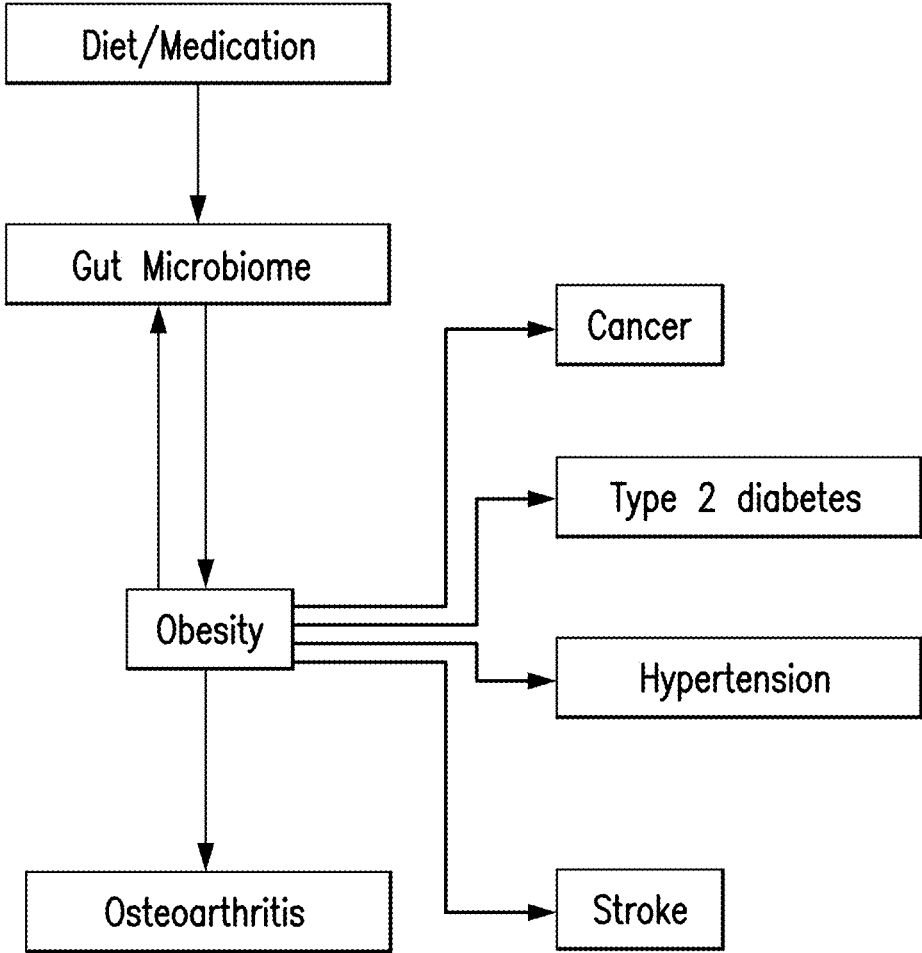 Diet/Medication
Gut Microbiome
Cancer
Type 2 diabetes
Obesity
Hypertension
Osteoarthritis
Stroke